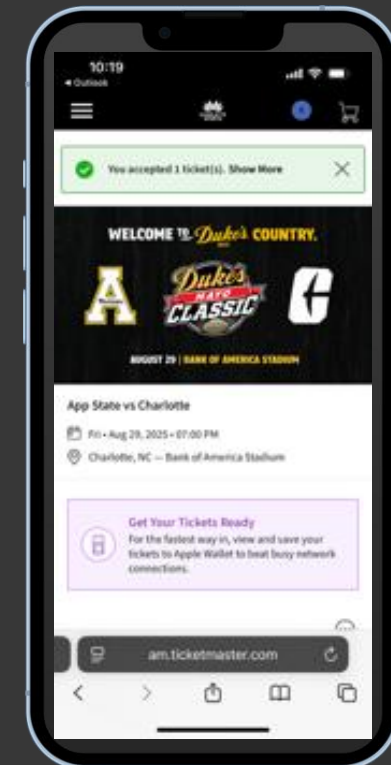 10:19
◀ Outlook
You accepted 1 ticket(s). Show More
WELCOME TO Duke's COUNTRY.
Duke's
MAYO
CLASSIC
AUGUST 29 | BANK OF AMERICA STADIUM
App State vs Charlotte
Fri • Aug 29, 2025 • 07:00 PM
Charlotte, NC — Bank of America Stadium
Get Your Tickets Ready
For the fastest way in, view and save your
tickets to Apple Wallet to beat busy network
connections.
am.ticketmaster.com